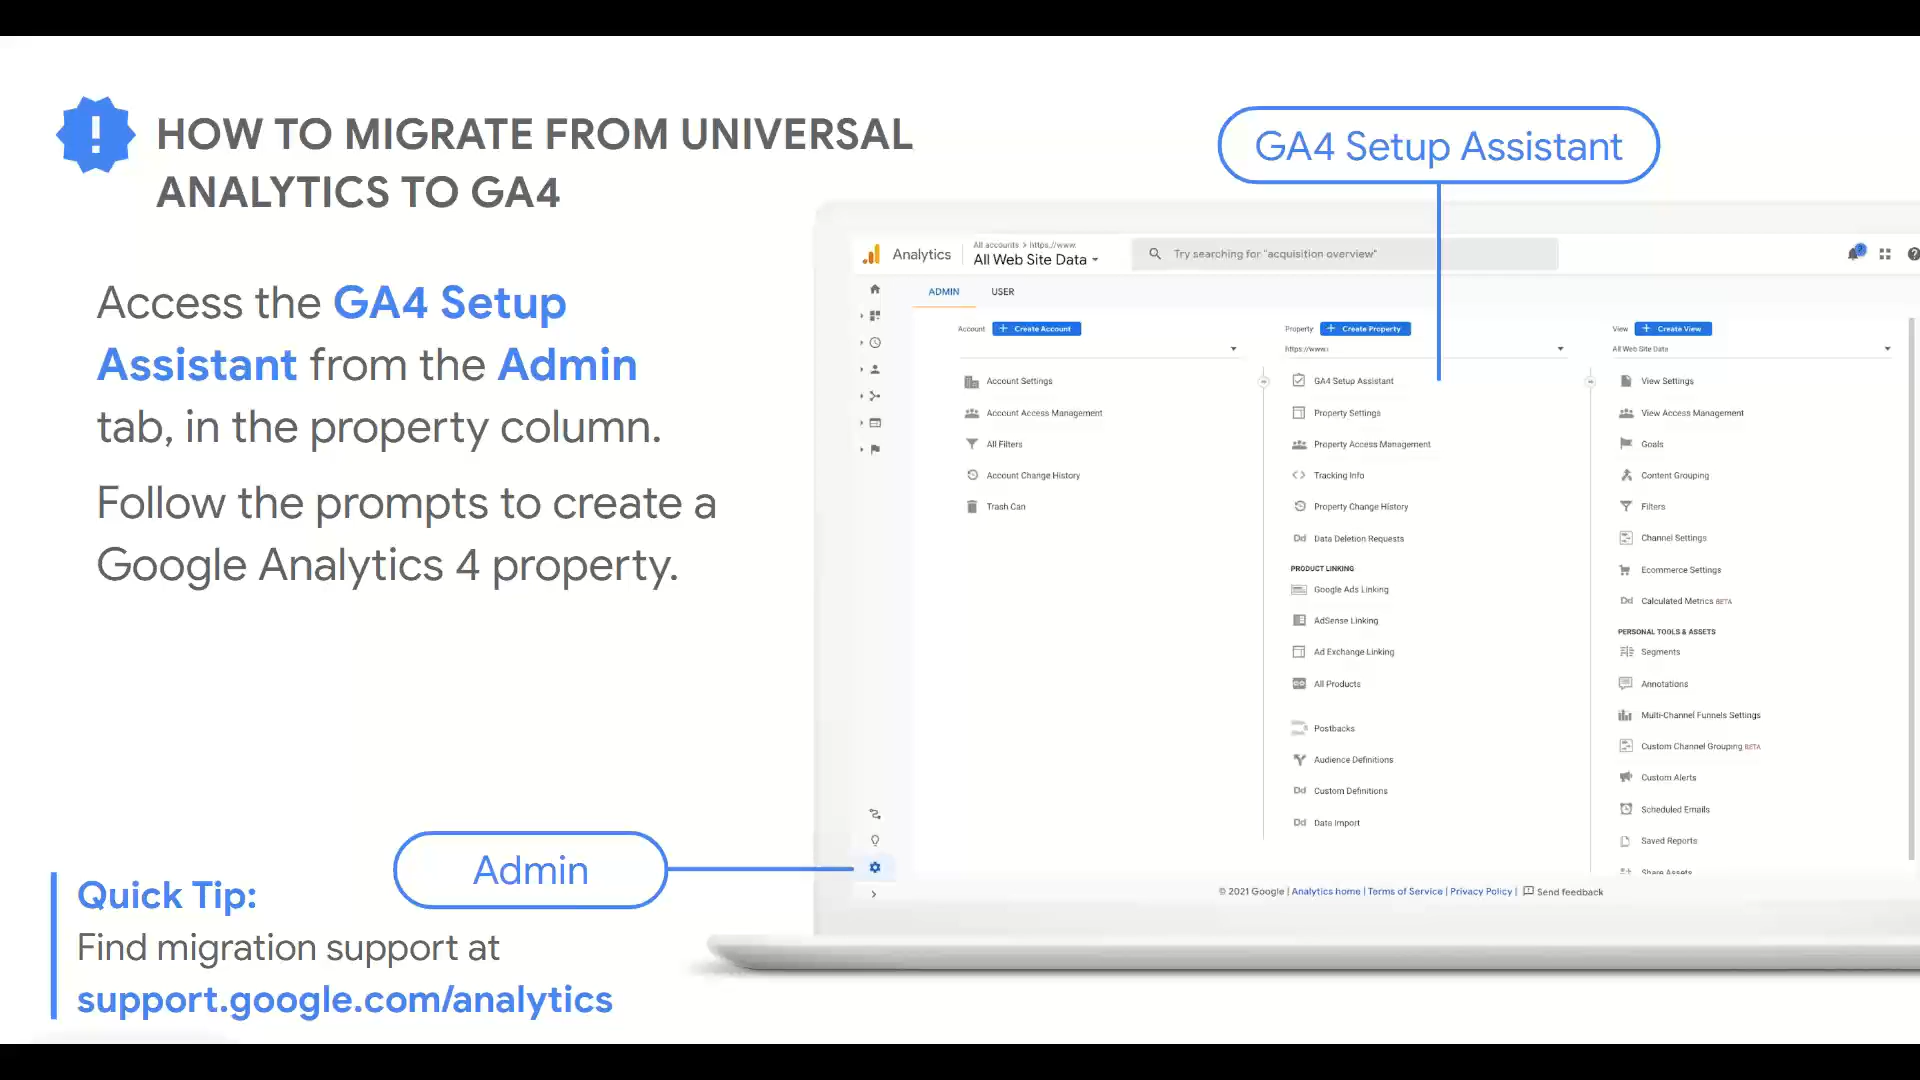 HOW TO MIGRATE FROM UNIVERSAL
ANALYTICS TO GA4
Access the GA4 Setup
Assistant from the Admin
tab, in the property column.
Follow the prompts to create a
Google Analytics 4 property.
Quick Tip:
Find migration support at
support.google.com/analytics
Admin
GA4 Setup Assistant
Analytics
All accounts > https://www.
All Web Site Data
Try searching for "acquisition overview"
2
ADMIN
USER
Account
+ Create Account
Account Settings
Account Access Management
All Filters
Account Change History
Trash Can
Property
+ Create Property
https://www.
GA4 Setup Assistant
Property Settings
Property Access Management
Tracking Info
Property Change History
Dd Data Deletion Requests
PRODUCT LINKING
Google Ads Linking
AdSense Linking
Ad Exchange Linking
All Products
Postbacks
Audience Definitions
Dd Custom Definitions
Dd Data Import
View
+ Create View
All Web Site Data
View Settings
View Access Management
Goals
Content Grouping
Filters
Channel Settings
Ecommerce Settings
Dd Calculated Metrics BETA
PERSONAL TOOLS & ASSETS
Segments
Annotations
Multi-Channel Funnels Settings
Custom Channel Grouping BETA
Custom Alerts
Scheduled Emails
Saved Reports
Share Assets
© 2021 Google | Analytics home | Terms of Service | Privacy Policy | Send feedback